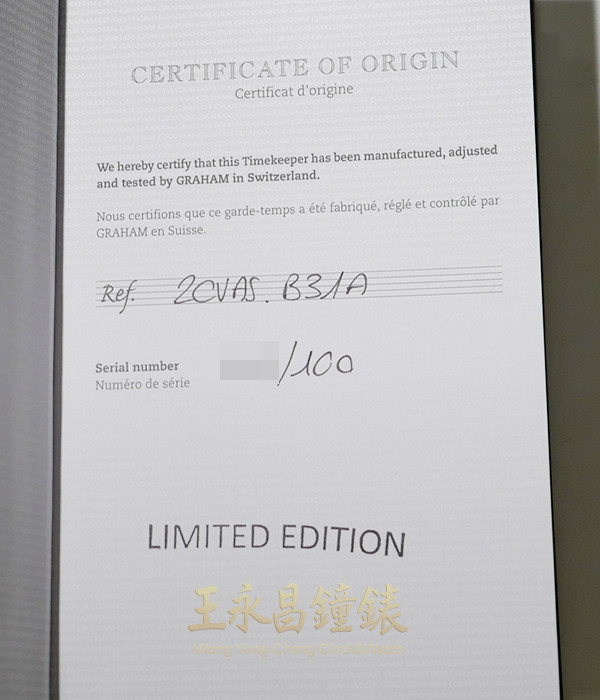 CERTIFICATE OF ORIGIN
Certificat d'origine
We hereby certify that this Timekeeper has been manufactured, adjusted
and tested by GRAHAM in Switzerland.
Nous certifions que ce garde-temps a été fabriqué, réglé et contrôlé par
GRAHAM en Suisse.
Ref. 2CVAS.B31A
Serial number /100
Numéro de série
LIMITED EDITION
王永昌鐘錶